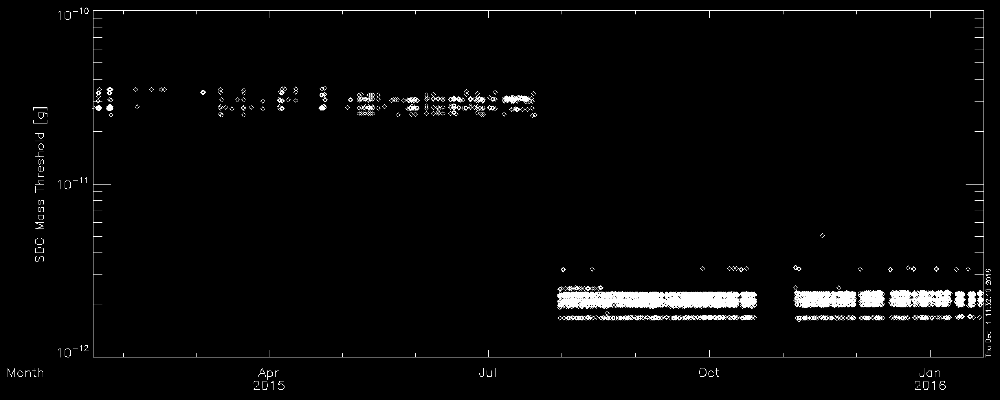 10−10
10−11
10−12
SDC Mass Threshold [g]
Month
Apr
2015
Jul
Oct
Jan
2016
Thu Dec 1 11:32:10 2016